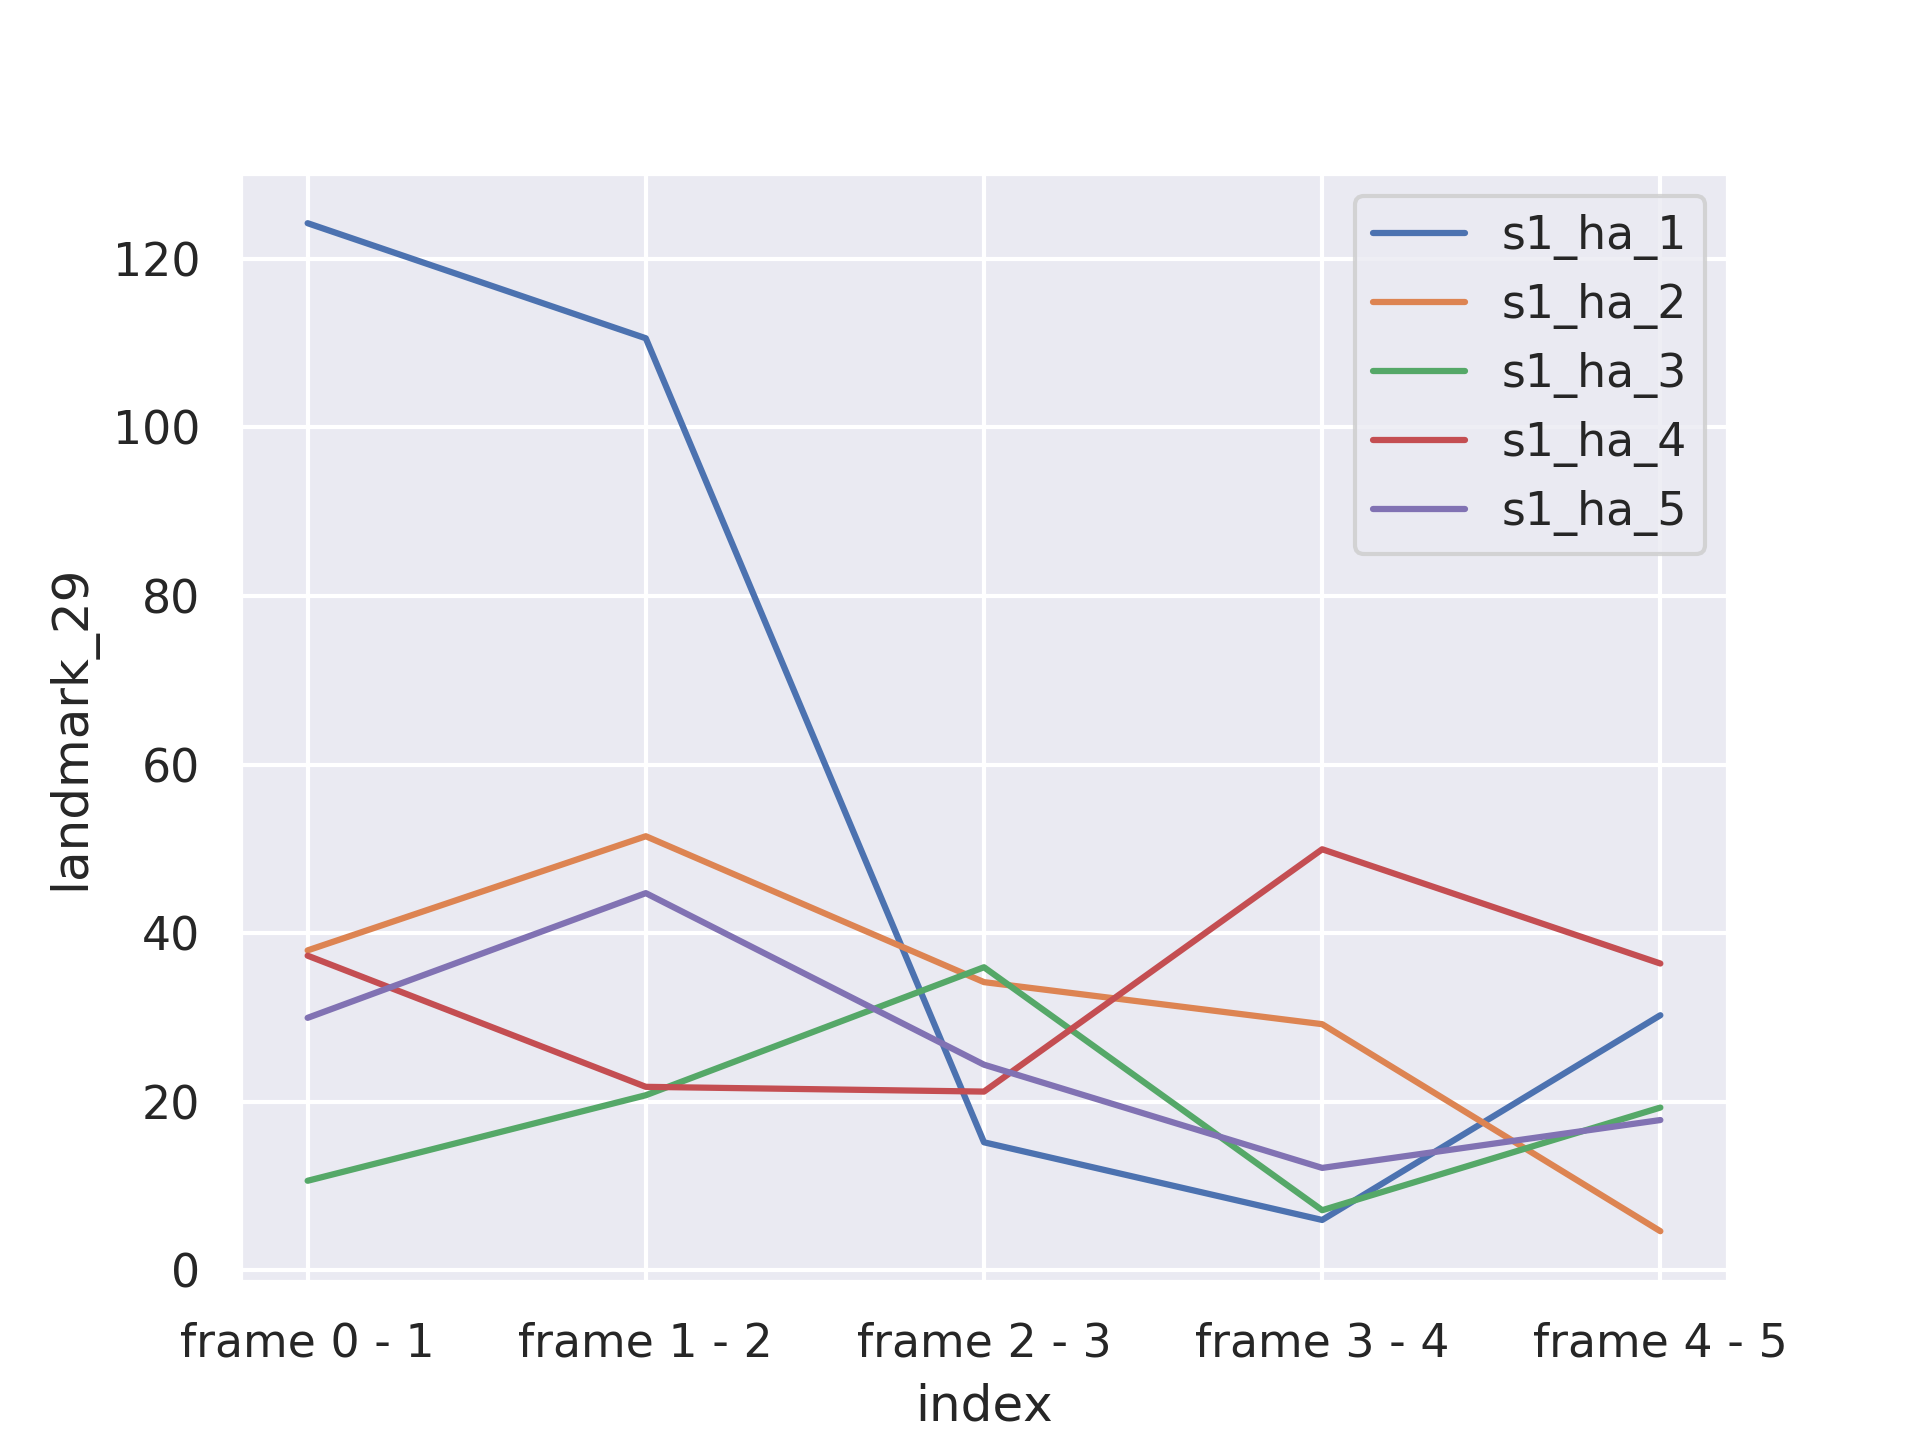 s1_ha_1
s1_ha_2
s1_ha_3
s1_ha_4
s1_ha_5
120
100
80
60
40
20
0
landmark_29
frame 0 - 1
frame 1 - 2
frame 2 - 3
frame 3 - 4
frame 4 - 5
index